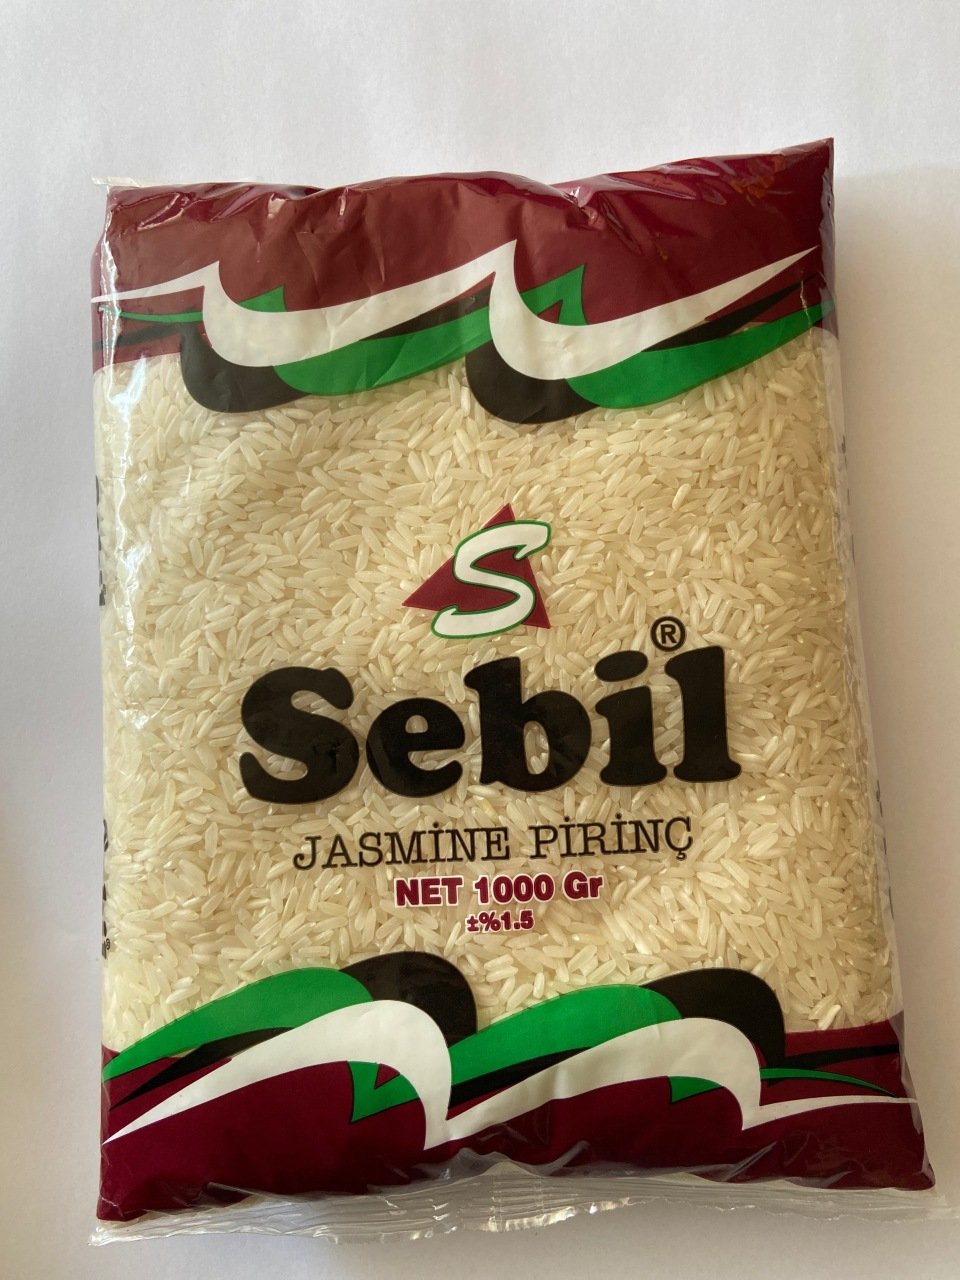 S
Sebil®
JASMİNE PİRİNÇ
NET 1000 Gr
±%1.5